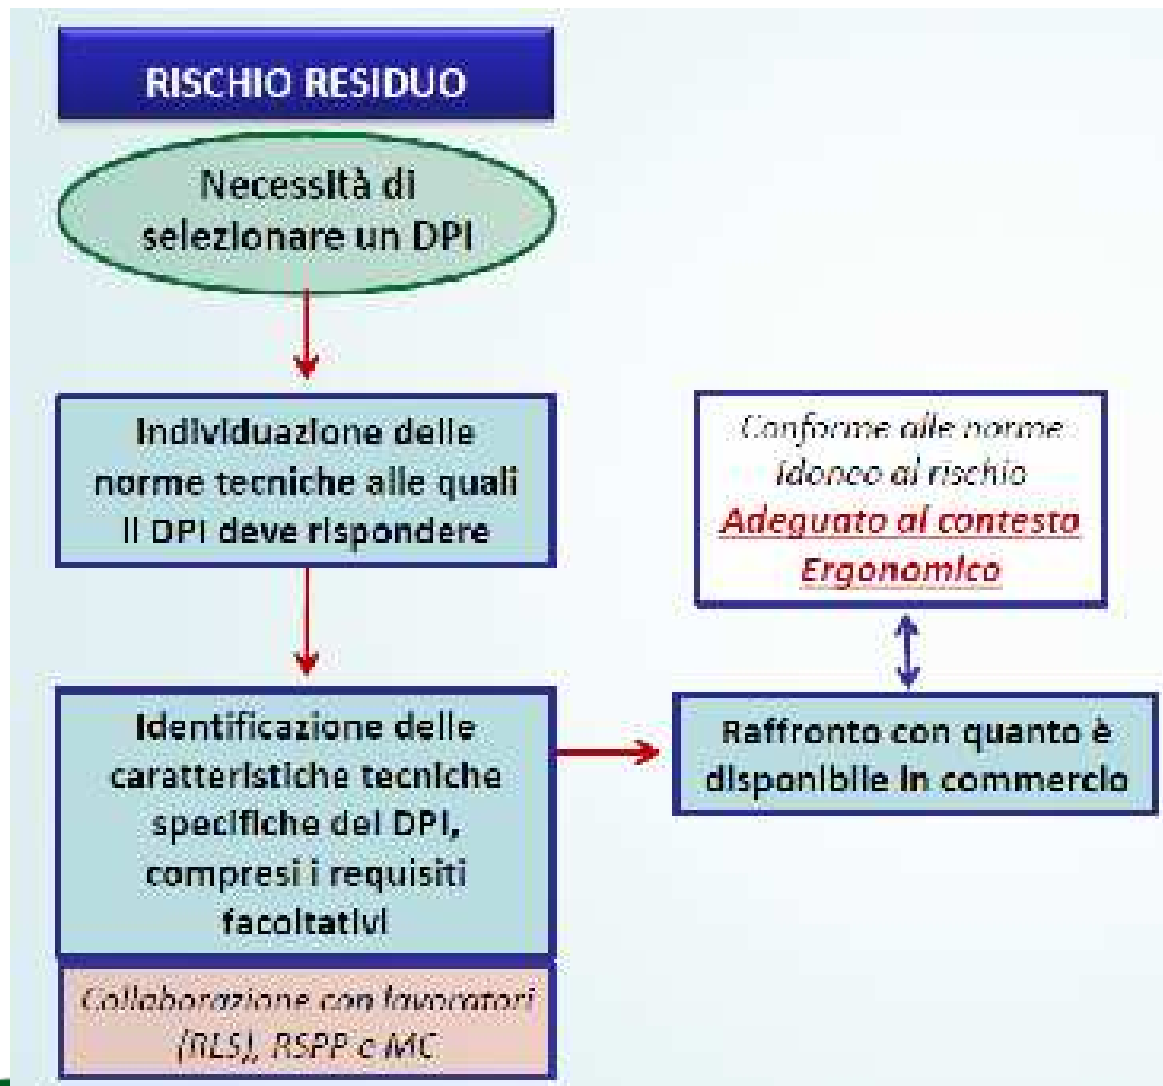 RISCHIO RESIDUO
Necessità di
selezionare un DPI
Individuazione delle
norme tecniche alle quali
il DPI deve rispondere
Identificazione delle
caratteristiche tecniche
specifiche del DPI,
compresi i requisiti
facoltativi
Collaborazione con lavoratori
(RLS), RSPP e MC
Conforme alle norme
Idoneo al rischio
Adeguato al contesto
Ergonomico
Raffronto con quanto è
disponibile in commercio